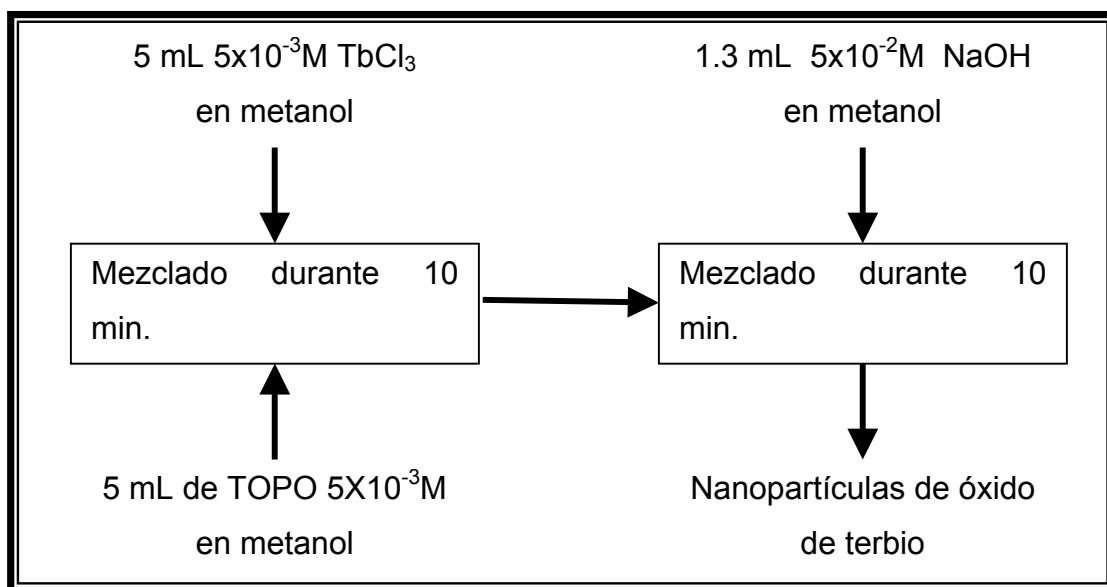 5 mL 5x10⁻³M TbCl₃
en metanol
1.3 mL 5x10⁻²M NaOH
en metanol
Mezclado durante 10
min.
Mezclado durante 10
min.
5 mL de TOPO 5X10⁻³M
en metanol
Nanopartículas de óxido
de terbio